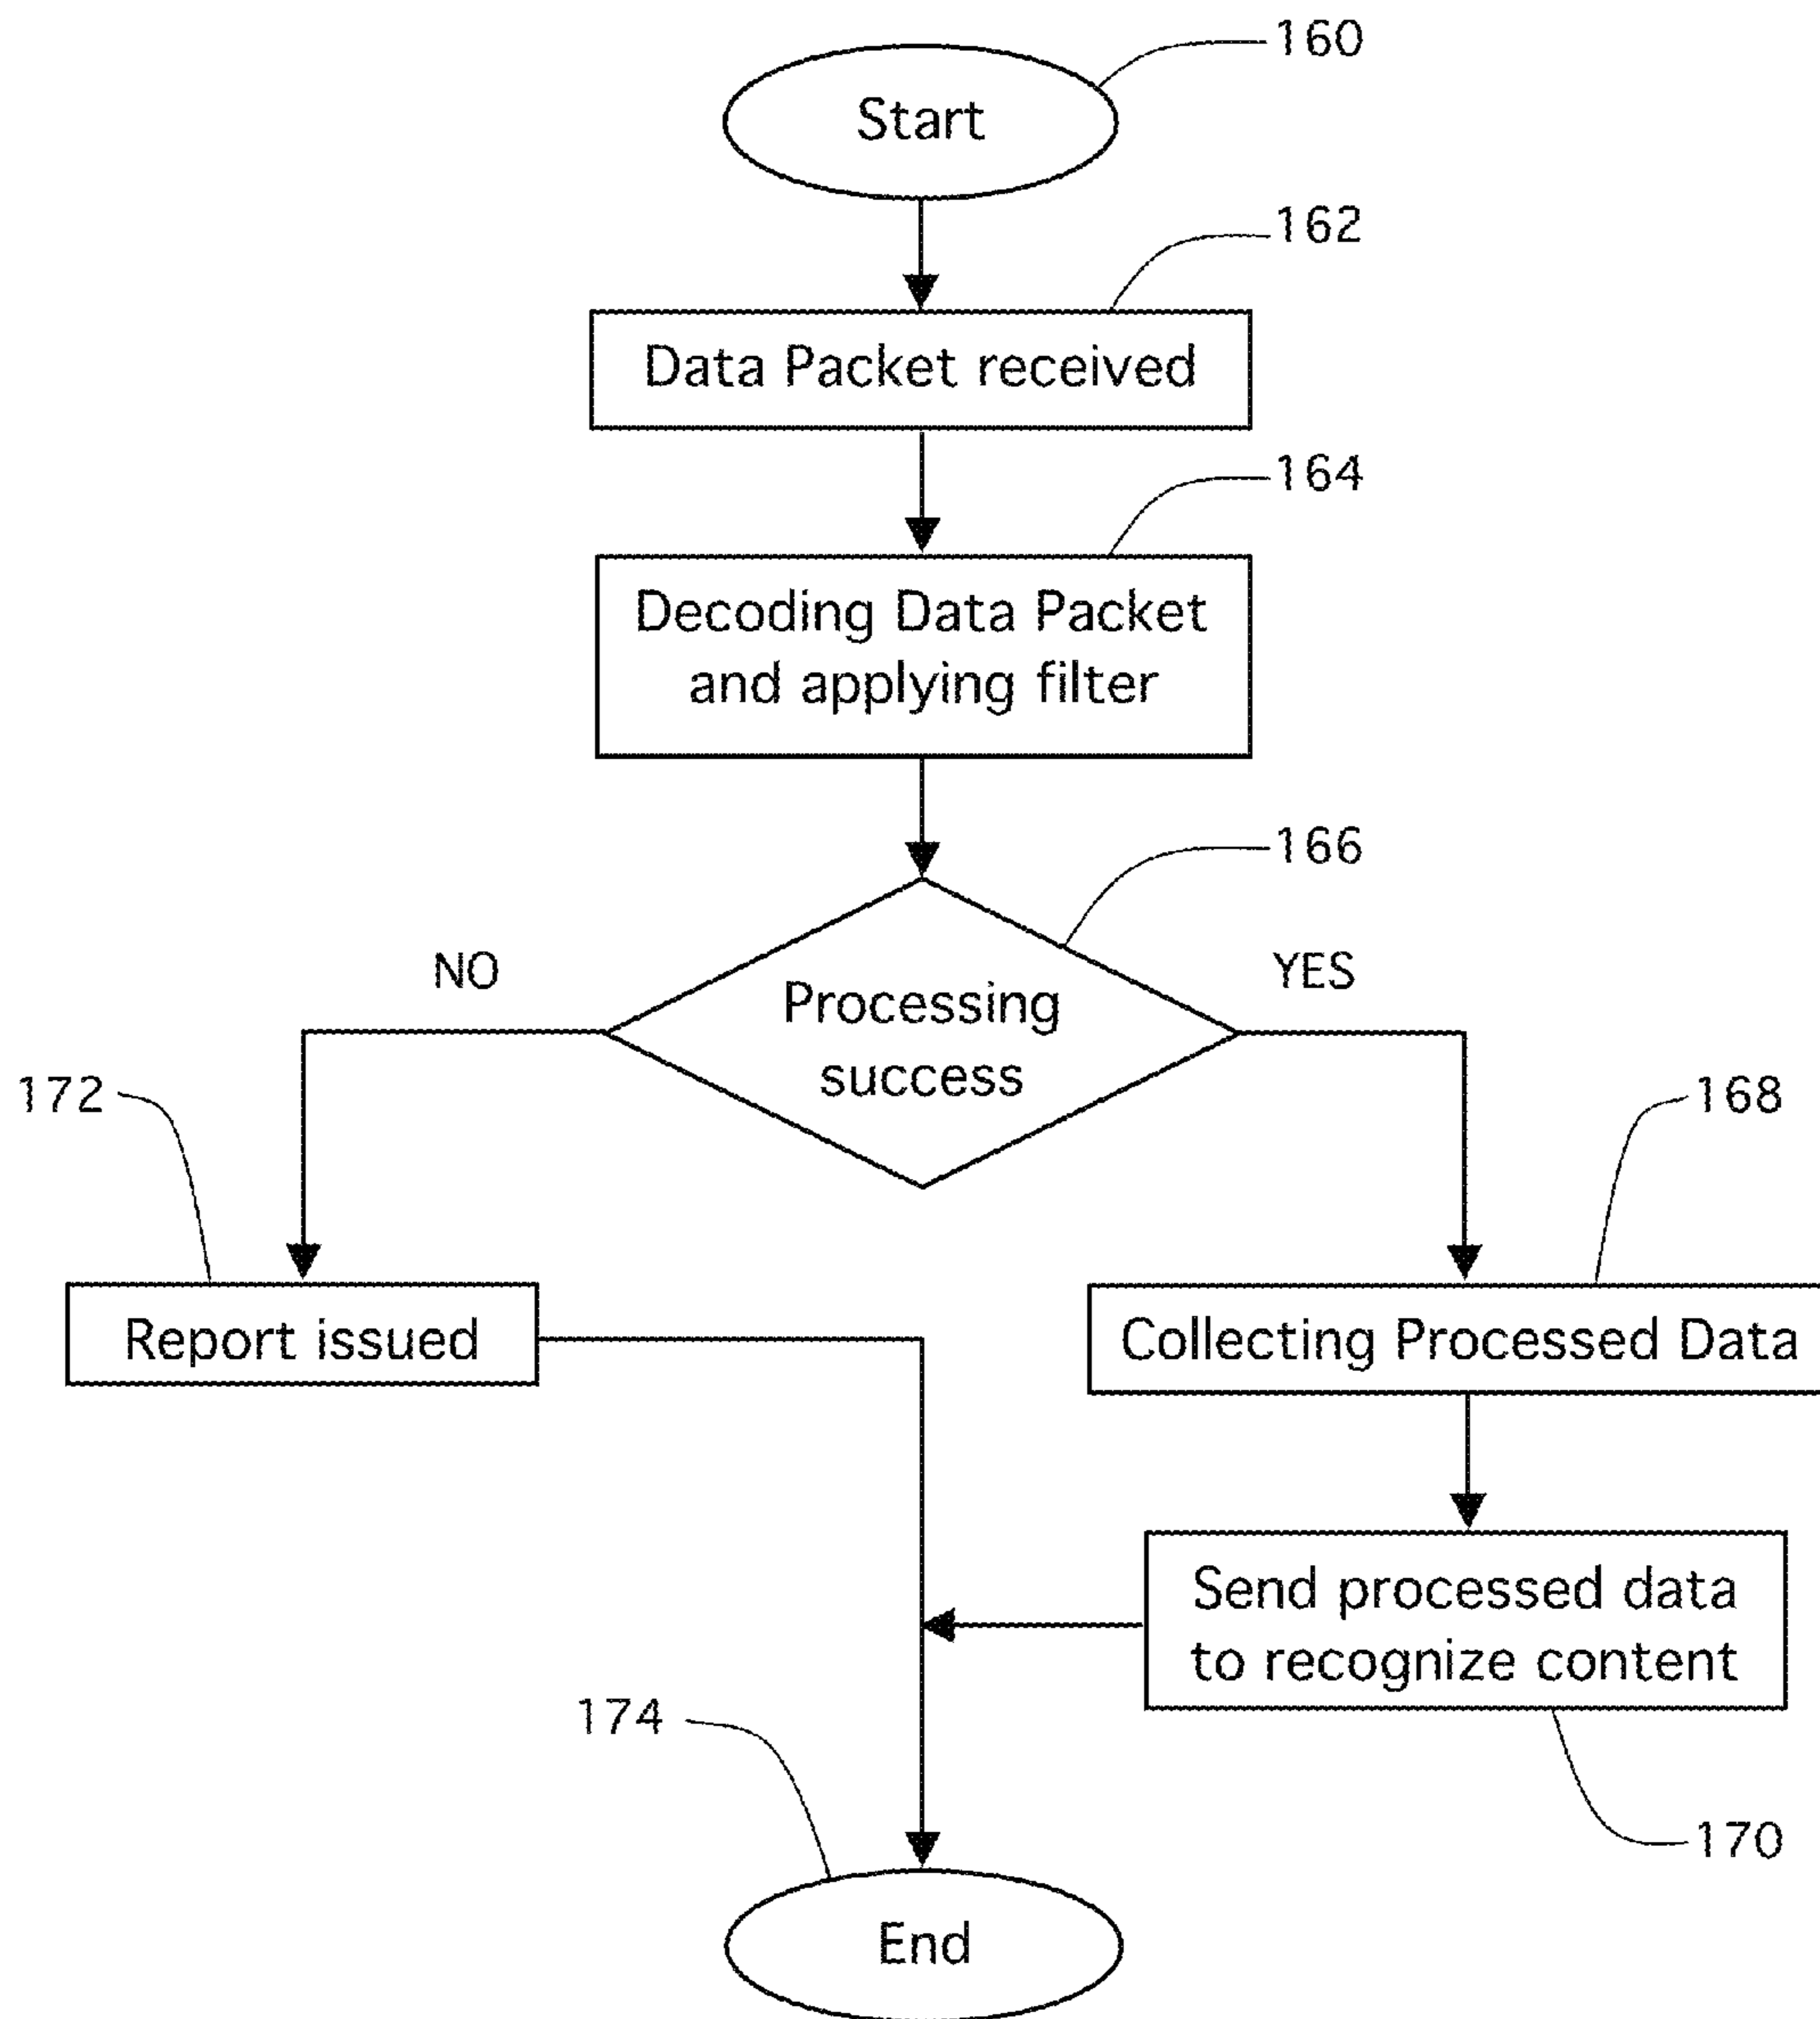 160
Start
162
Data Packet received
164
Decoding Data Packet
and applying filter
166
NO
YES
Processing
success
172
168
Report issued
Collecting Processed Data
Send processed data
to recognize content
174
170
End